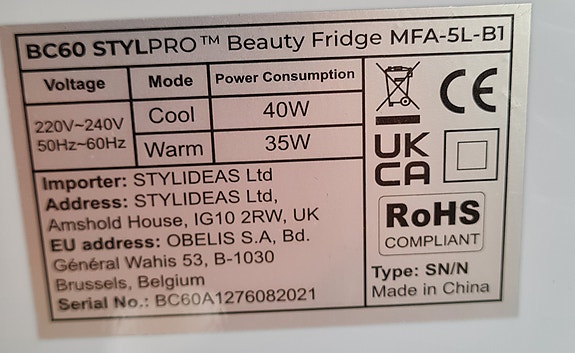 BC60 STYLPRO™ Beauty Fridge MFA-5L-B1
Voltage Mode Power Consumption
220V~240V
50Hz~60Hz
Cool 40W
Warm 35W
Importer: STYLIDEAS Ltd
Address: STYLIDEAS Ltd,
Amshold House, IG10 2RW, UK
EU address: OBELIS S.A, Bd.
Général Wahis 53, B-1030
Brussels, Belgium
Serial No.: BC60A1276082021
CE
UK
CA
RoHS
COMPLIANT
Type: SN/N
Made in China